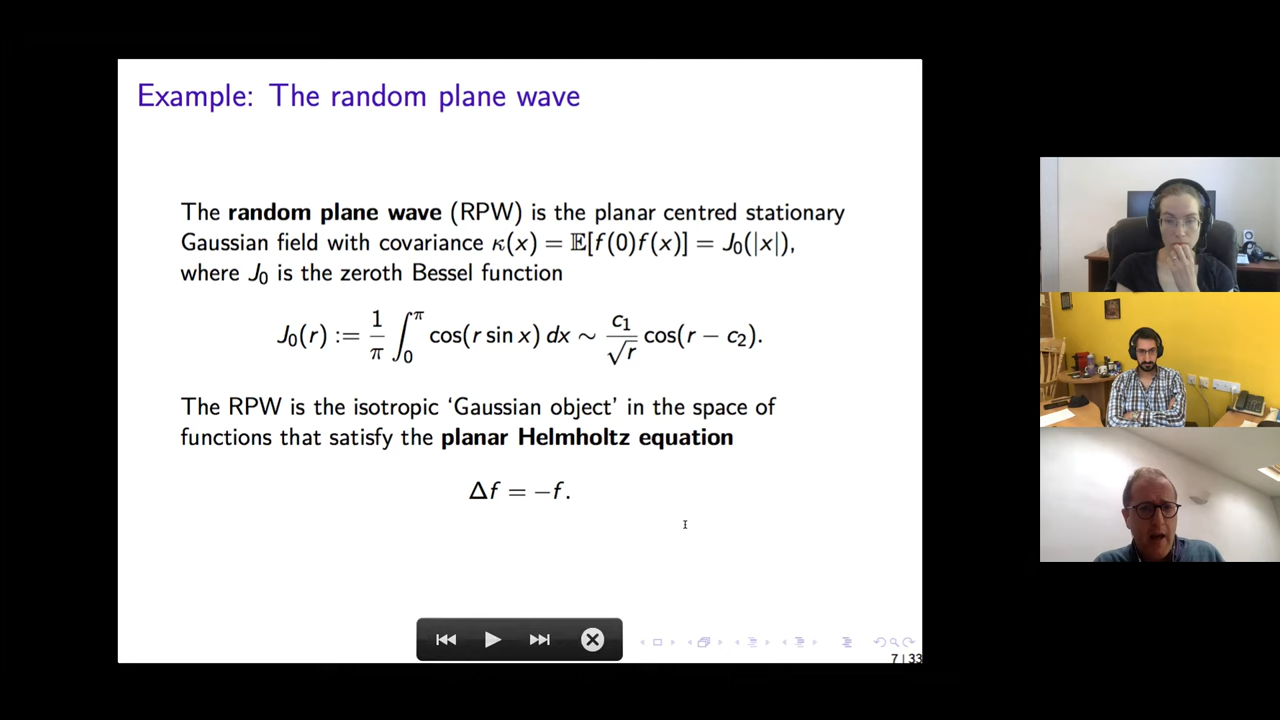 Example: The random plane wave
The random plane wave (RPW) is the planar centred stationary
Gaussian field with covariance κ(x) = 𝔼[f(0)f(x)] = J₀(|x|),
where J₀ is the zeroth Bessel function
J₀(r) := 1/π ∫₀^π cos(r sin x) dx ∼ c₁/√r cos(r − c₂).
The RPW is the isotropic ‘Gaussian object’ in the space of
functions that satisfy the planar Helmholtz equation
Δf = −f.
7 | 33